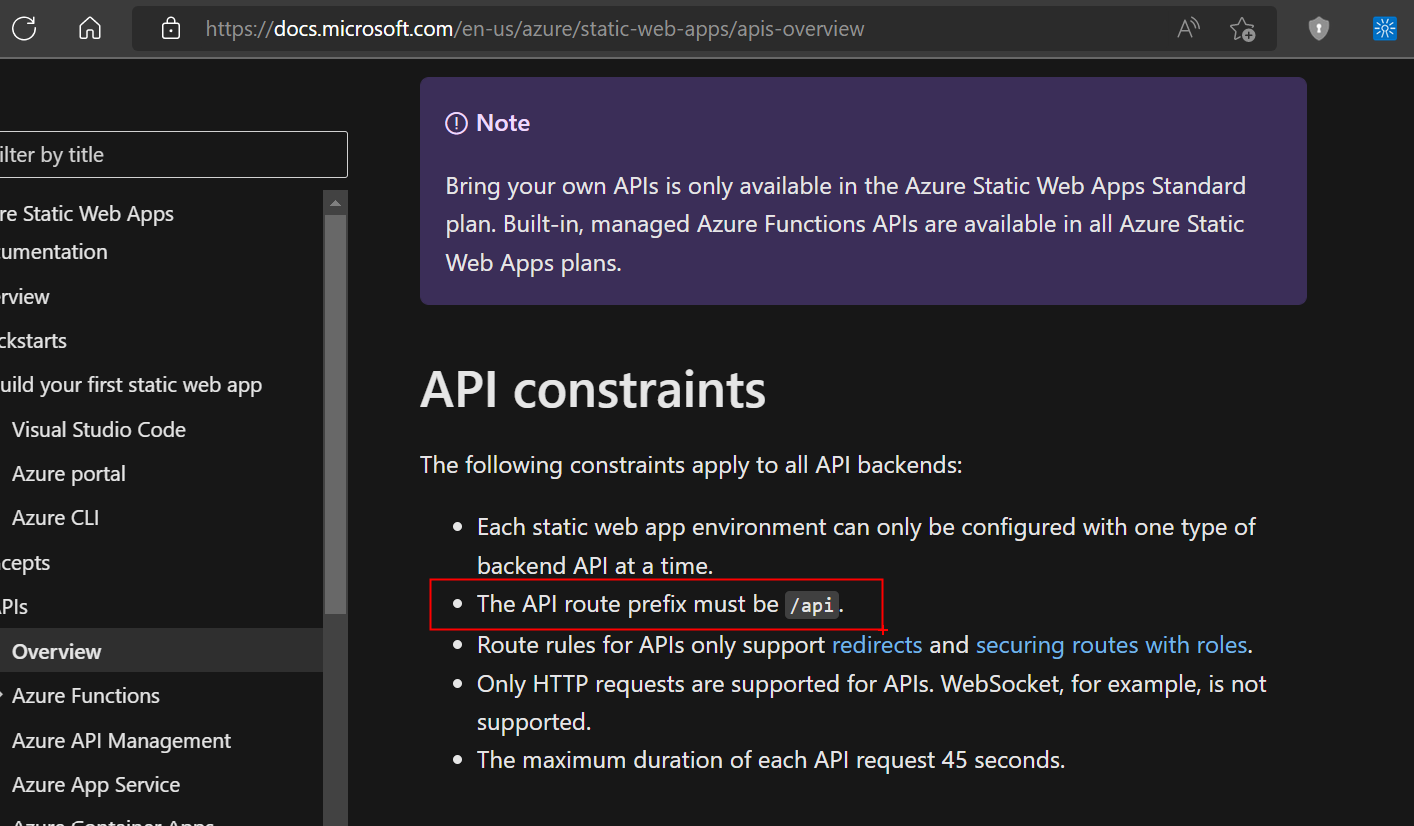 https://docs.microsoft.com/en-us/azure/static-web-apps/apis-overview
ilter by title
re Static Web Apps
umentation
rview
ckstarts
uild your first static web app
Visual Studio Code
Azure portal
Azure CLI
cepts
PIs
Overview
Azure Functions
Azure API Management
Azure App Service
Azure Container Apps
Note
Bring your own APIs is only available in the Azure Static Web Apps Standard
plan. Built-in, managed Azure Functions APIs are available in all Azure Static
Web Apps plans.
API constraints
The following constraints apply to all API backends:
Each static web app environment can only be configured with one type of
backend API at a time.
The API route prefix must be /api.
Route rules for APIs only support redirects and securing routes with roles.
Only HTTP requests are supported for APIs. WebSocket, for example, is not
supported.
The maximum duration of each API request 45 seconds.